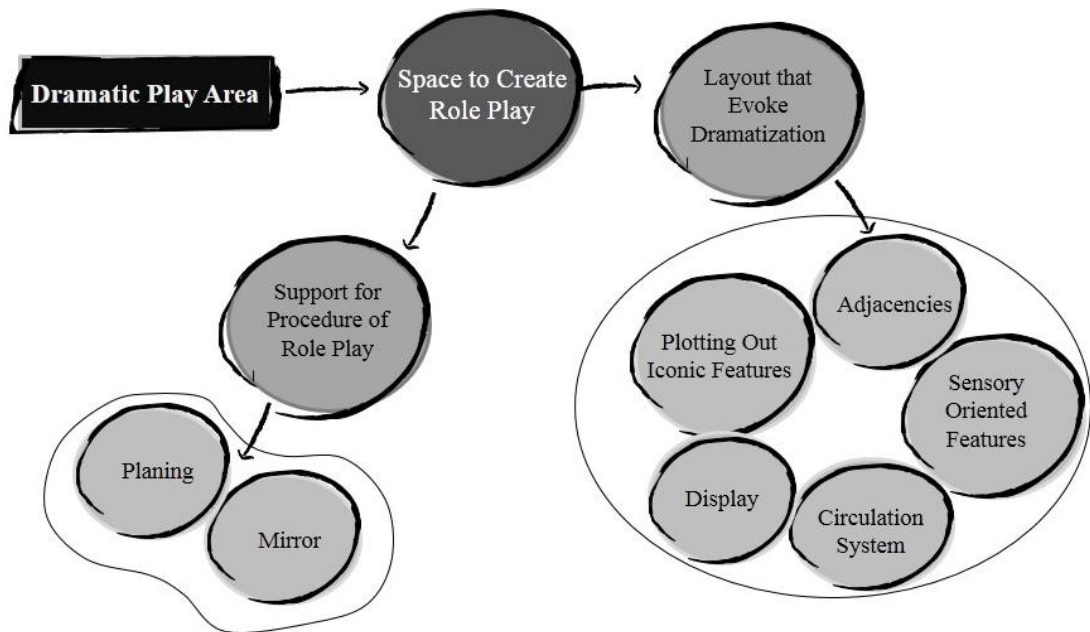 Dramatic Play Area
Space to Create
Role Play
Layout that
Evoke
Dramatization
Support for
Procedure of
Role Play
Planing
Mirror
Adjacencies
Plotting Out
Iconic Features
Sensory
Oriented
Features
Display
Circulation
System